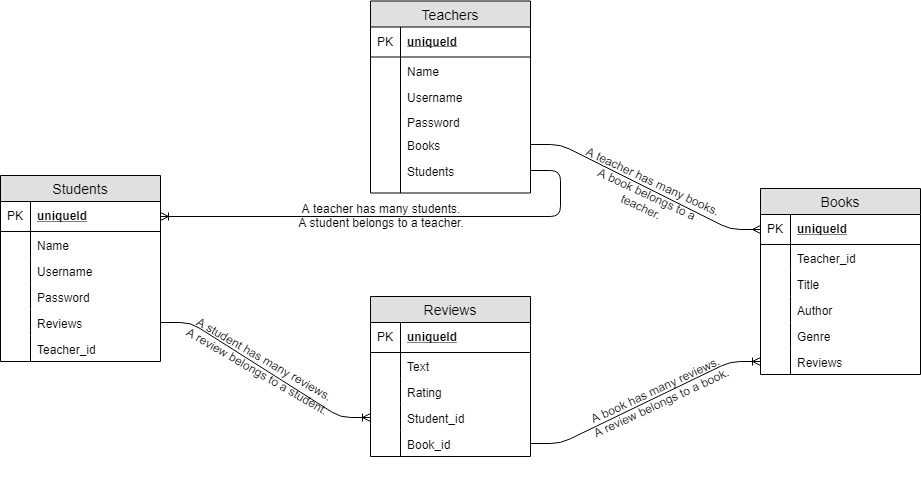 Teachers
PK uniqueId
Name
Username
Password
Books
Students
A teacher has many books.
A book belongs to a
teacher.
A teacher has many students.
A student belongs to a teacher.
Students
PK uniqueId
Name
Username
Password
Reviews
Teacher_id
A student has many reviews.
A review belongs to a student.
Reviews
PK uniqueId
Text
Rating
Student_id
Book_id
A book has many reviews.
A review belongs to a book.
Books
PK uniqueId
Teacher_id
Title
Author
Genre
Reviews